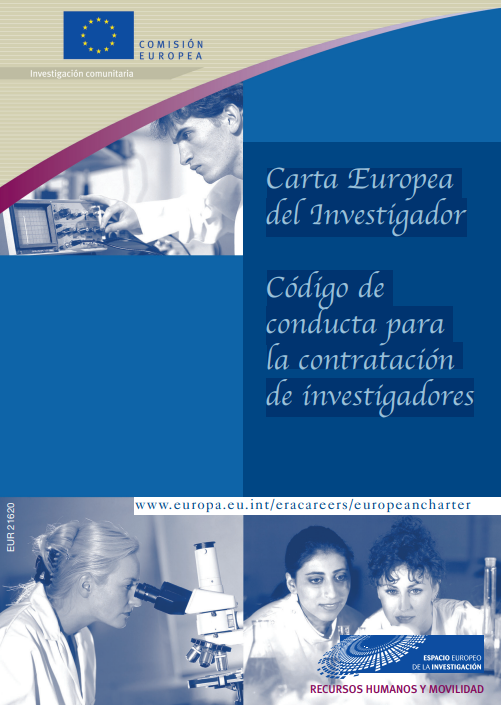 COMISIÓN
EUROPEA
Investigación comunitaria
Carta Europea
del Investigador
Código de
conducta para
la contratación
de investigadores
www.europa.eu.int/eracareers/europeancharter
EUR 21620
ESPACIO EUROPEO
DE LA INVESTIGACIÓN
RECURSOS HUMANOS Y MOVILIDAD